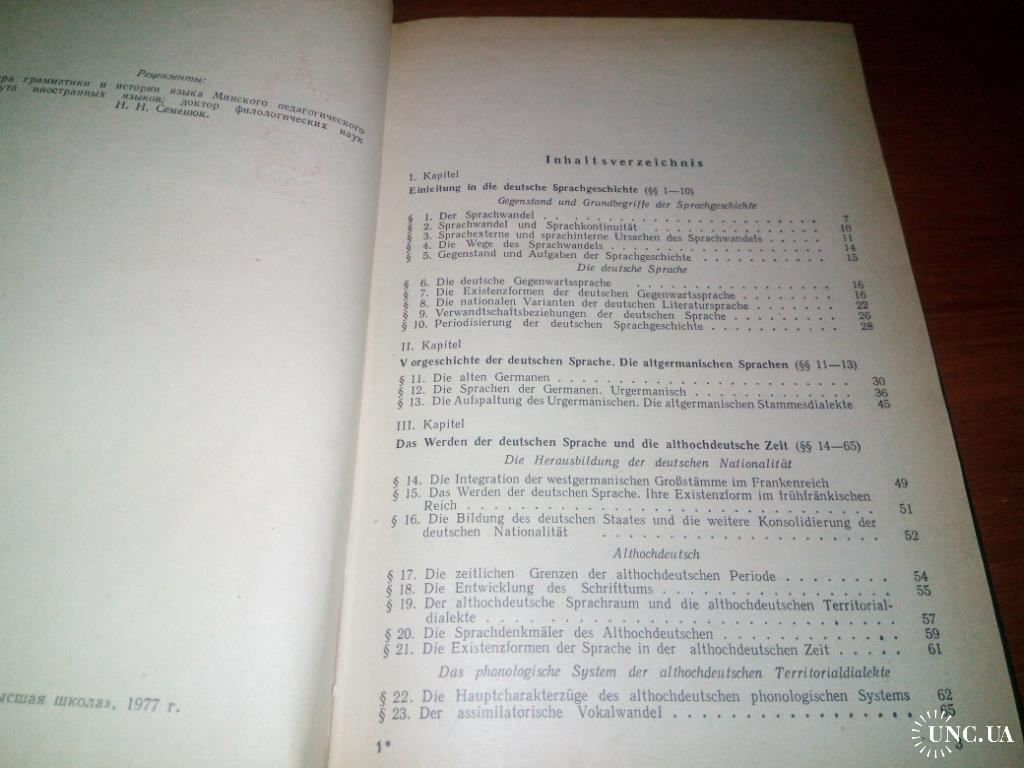 Рецензенты:
грамматики и истории языка Минского педагогического
иностранных языков; доктор филологических наук
Н. Н. Семенюк.
школа», 1977 г.
Inhaltsverzeichnis
I. Kapitel
Einleitung in die deutsche Sprachgeschichte (§§ 1—10)
Gegenstand und Grundbegriffe der Sprachgeschichte
§ 1. Der Sprachwandel . . . . . . . . . . . . . . . 7
§ 2. Sprachwandel und Sprachkontinuität . . . . . . . . . 10
§ 3. Sprachexterne und sprachinterne Ursachen des Sprachwandels . . . . . 11
§ 4. Die Wege des Sprachwandels . . . . . . . . . . . 14
§ 5. Gegenstand und Aufgaben der Sprachgeschichte . . . . . . . 15
Die deutsche Sprache
§ 6. Die deutsche Gegenwartssprache . . . . . . . . . . 16
§ 7. Die Existenzformen der deutschen Gegenwartssprache . . . . . . 16
§ 8. Die nationalen Varianten der deutschen Literatursprache . . . . . 22
§ 9. Verwandtschaftsbeziehungen der deutschen Sprache . . . . . . . 26
§ 10. Periodisierung der deutschen Sprachgeschichte . . . . . . . . 28
II. Kapitel
Vorgeschichte der deutschen Sprache. Die altgermanischen Sprachen (§§ 11—13)
§ 11. Die alten Germanen . . . . . . . . . . . . . . 30
§ 12. Die Sprachen der Germanen. Urgermanisch . . . . . . . . 36
§ 13. Die Aufspaltung des Urgermanischen. Die altgermanischen Stammesdialekte 45
III. Kapitel
Das Werden der deutschen Sprache und die althochdeutsche Zeit (§§ 14—65)
Die Herausbildung der deutschen Nationalität
§ 14. Die Integration der westgermanischen Großstämme im Frankenreich 49
§ 15. Das Werden der deutschen Sprache. Ihre Existenzform im frühfränkischen
Reich . . . . . . . . . . . . . . . . . . 51
§ 16. Die Bildung des deutschen Staates und die weitere Konsolidierung der
deutschen Nationalität . . . . . . . . . . . . 52
Althochdeutsch
§ 17. Die zeitlichen Grenzen der althochdeutschen Periode . . . . . . . 54
§ 18. Die Entwicklung des Schrifttums . . . . . . . . . . 55
§ 19. Der althochdeutsche Sprachraum und die althochdeutschen Territorial-
dialekte . . . . . . . . . . . . . . . . . 57
§ 20. Die Sprachdenkmäler des Althochdeutschen . . . . . . . . 59
§ 21. Die Existenzformen der Sprache in der althochdeutschen Zeit . . . . . 61
Das phonologische System der althochdeutschen Territorialdialekte
§ 22. Die Hauptcharakterzüge des althochdeutschen phonologischen Systems 62
§ 23. Der assimilatorische Vokalwandel . . . . . . . . . . . 65
1*
3
UNC.UA